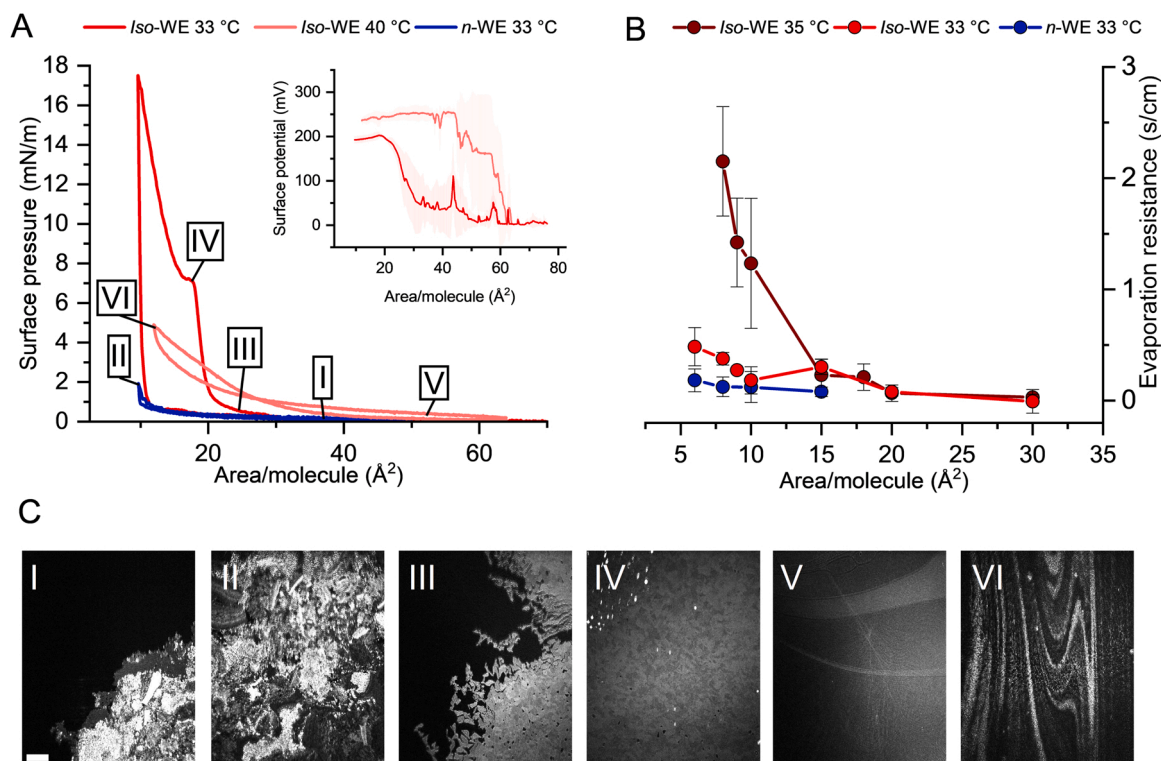 A
Iso-WE 33 °C
Iso-WE 40 °C
n-WE 33 °C
Surface pressure (mN/m)
18
16
14
12
10
8
6
4
2
0
20
40
60
Area/molecule (Å²)
I
II
III
IV
V
VI
Surface potential (mV)
300
200
100
0
20
40
60
80
Area/molecule (Å²)
B
Iso-WE 35 °C
Iso-WE 33 °C
n-WE 33 °C
3
2
1
0
Evaporation resistance (s/cm)
5
10
15
20
25
30
35
Area/molecule (Å²)
C
I
II
III
IV
V
VI